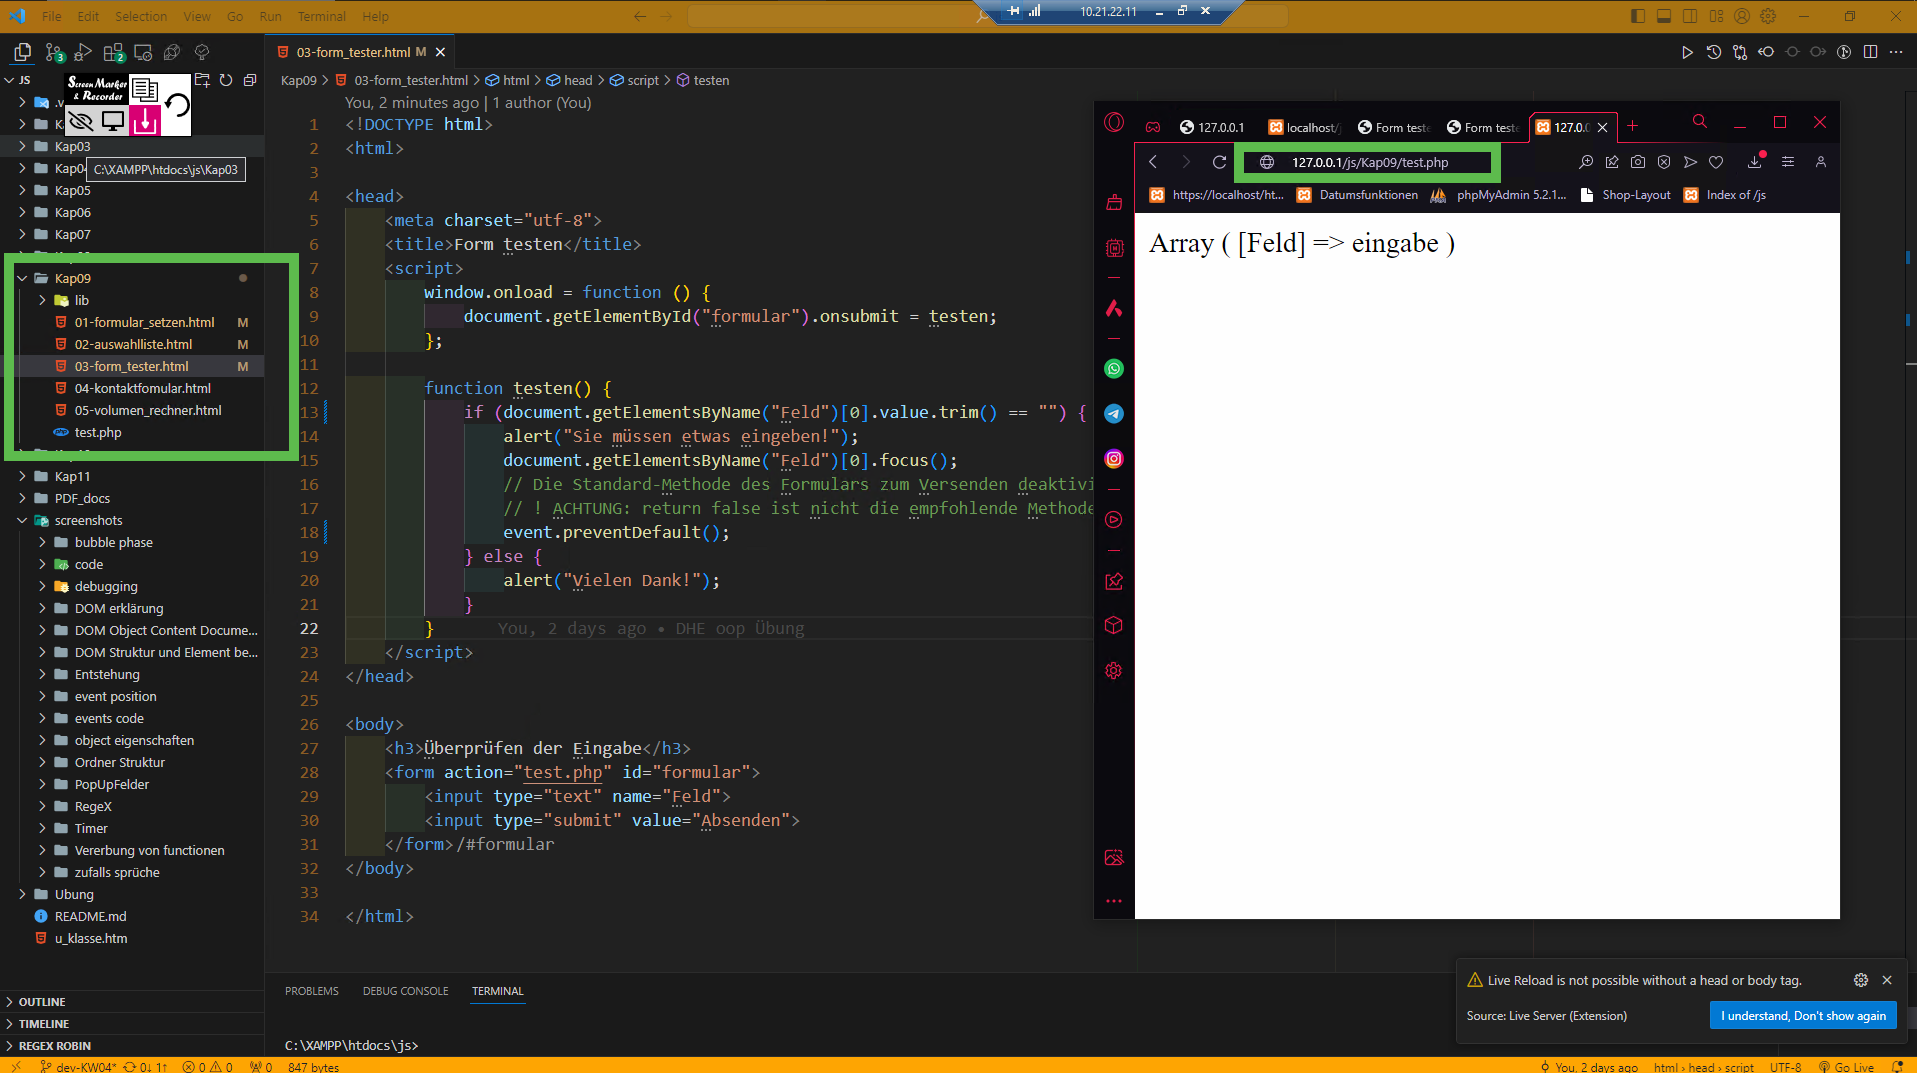 File Edit Selection View Go Run Terminal Help
10.21.22.11
3
2
03-form_tester.html M
JS
Screen Marker
& Recorder
Kap03
C:\XAMPP\htdocs\js\Kap03
Kap05
Kap06
Kap07
Kap09
lib
01-formular_setzen.html M
02-auswahlliste.html M
03-form_tester.html M
04-kontaktfomular.html
05-volumen_rechner.html
test.php
Kap11
PDF_docs
screenshots
bubble phase
code
debugging
DOM erklärung
DOM Object Content Docume...
DOM Struktur und Element be...
Entstehung
event position
events code
object eigenschaften
Ordner Struktur
PopUpFelder
RegeX
Timer
Vererbung von functionen
zufalls sprüche
Ubung
README.md
u_klasse.htm
OUTLINE
TIMELINE
REGEX ROBIN
Kap09 > 03-form_tester.html > html > head > script > testen
You, 2 minutes ago | 1 author (You)
1 <!DOCTYPE html>
2 <html>
3
4 <head>
5 <meta charset="utf-8">
6 <title>Form testen</title>
7 <script>
8 window.onload = function () {
9 document.getElementById("formular").onsubmit = testen;
10 };
11
12 function testen() {
13 if (document.getElementsByName("Feld")[0].value.trim() == "") {
14 alert("Sie müssen etwas eingeben!");
15 document.getElementsByName("Feld")[0].focus();
16 // Die Standard-Methode des Formulars zum Versenden deaktivi
17 // ! ACHTUNG: return false ist nicht die empfohlende Methode
18 event.preventDefault();
19 } else {
20 alert("Vielen Dank!");
21 }
22 } You, 2 days ago • DHE oop Übung
23 </script>
24 </head>
25
26 <body>
27 <h3>Überprüfen der Eingabe</h3>
28 <form action="test.php" id="formular">
29 <input type="text" name="Feld">
30 <input type="submit" value="Absenden">
31 </form>/#formular
32 </body>
33
34 </html>
127.0.0.1 localhost/ Form teste Form teste 127.0.0
127.0.0.1/js/Kap09/test.php
https://localhost/ht... Datumsfunktionen phpMyAdmin 5.2.1... Shop-Layout Index of /js
Array ( [Feld] => eingabe )
PROBLEMS DEBUG CONSOLE TERMINAL
C:\XAMPP\htdocs\js>
Live Reload is not possible without a head or body tag.
Source: Live Server (Extension)
I understand, Don't show again
dev-KW04* 0↓ 1↑ 0 0 0 847 bytes
You, 2 days ago html › head › script UTF-8 Go Live